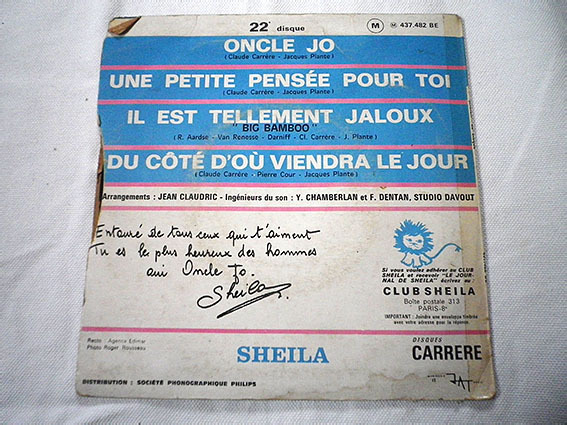 22e disque
M 437.482 BE
ONCLE JO
(Claude Carrère - Jacques Plante)
UNE PETITE PENSÉE POUR TOI
(Claude Carrère - Jacques Plante)
IL EST TELLEMENT JALOUX
"BIG BAMBOO"
(R. Aardse - Van Renesse - Darniff - Cl. Carrère - J. Plante)
DU CÔTÉ D'OÙ VIENDRA LE JOUR
(Claude Carrère - Pierre Cour - Jacques Plante)
Arrangements : JEAN CLAUDRIC - Ingénieurs du son : Y. CHAMBERLAN et F. DENTAN, STUDIO DAVOUT
Entouré de tous ceux qui t'aiment
Tu es le plus heureux des hommes
oui Oncle Jo.
Sheila
Si vous voulez adhérer au CLUB
SHEILA et recevoir "LE JOUR-
NAL DE SHEILA" écrivez au :
CLUB SHEILA
Boîte postale 313
PARIS-8e
IMPORTANT : Joindre une enveloppe timbrée
avec votre adresse pour la réponse.
Recto : Agence Edimar
Photo Roger Rousseau
SHEILA
DISQUES
CARRERE
DISTRIBUTION : SOCIÉTÉ PHONOGRAPHIQUE PHILIPS